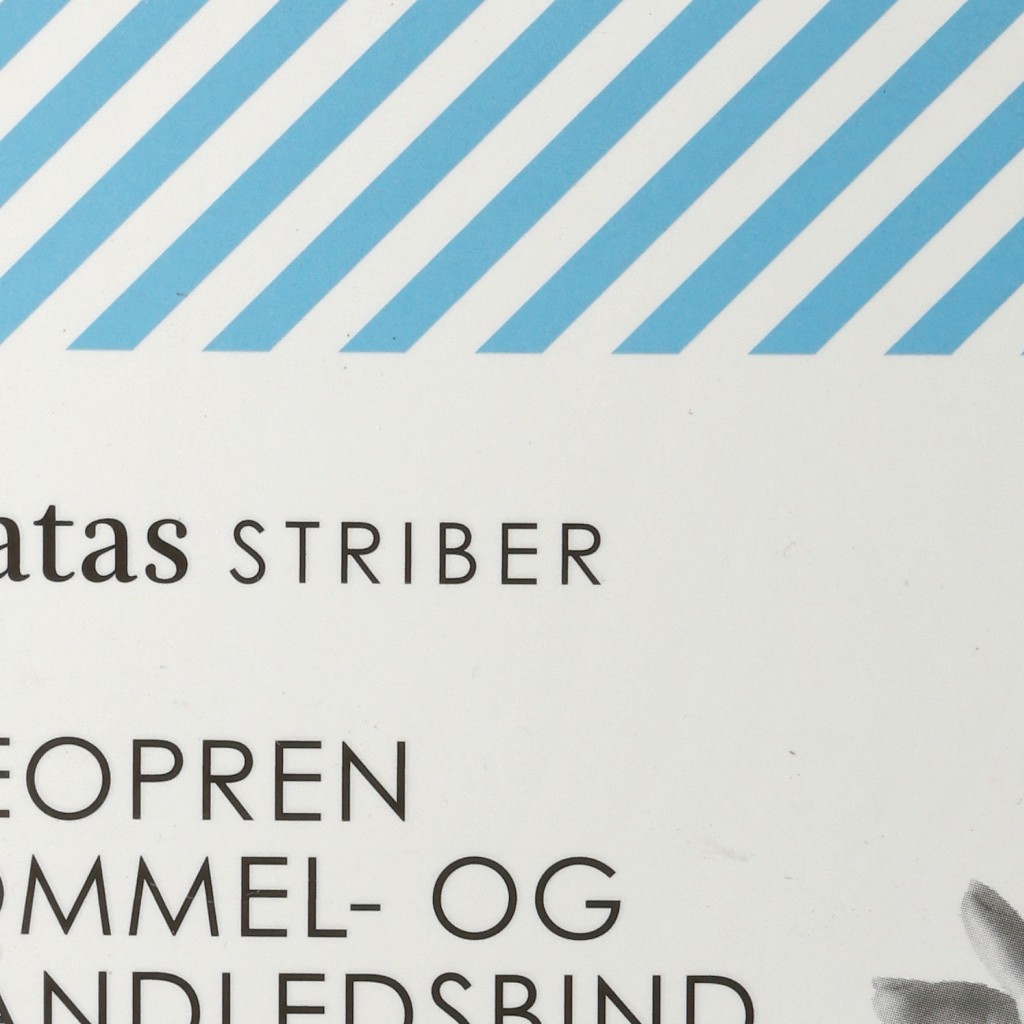 atas STRIBER
EOPREN
OMMEL- OG
ANDLEDSBIND